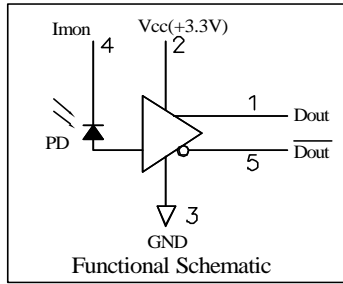 Imon
Vcc(+3.3V)
4
2
1
Dout
PD
5
Dout
3
GND
Functional Schematic